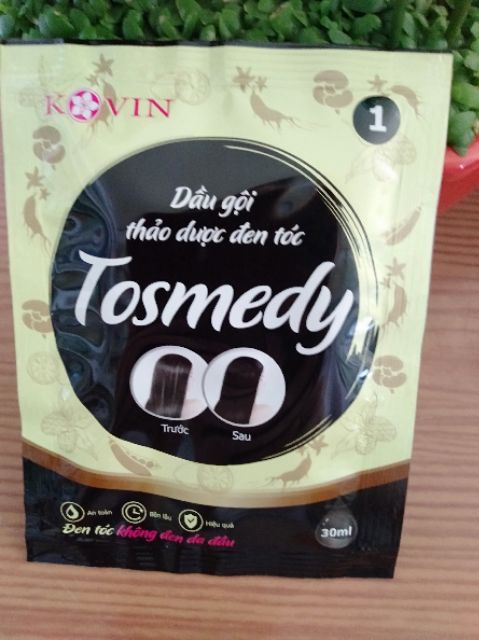 KOVIN
1
Dầu gội
thảo dược đen tóc
Tosmedy
Trước
Sau
An toàn
Bền lâu
Hiệu quả
Đen tóc không đen da đầu
30ml